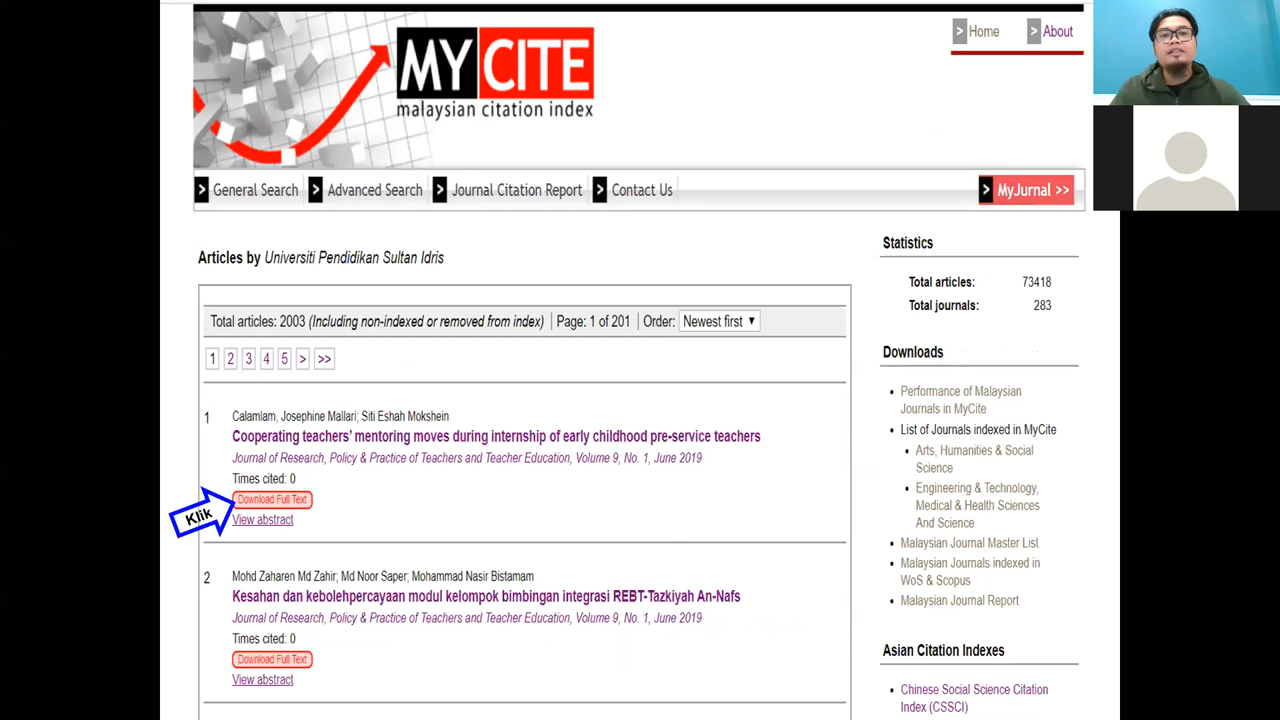 MYCITE
malaysian citation index
Home
About
General Search
Advanced Search
Journal Citation Report
Contact Us
MyJurnal >>
Articles by Universiti Pendidikan Sultan Idris
Total articles: 2003 (Including non-indexed or removed from index) | Page: 1 of 201 | Order: Newest first
1 2 3 4 5 > >>
1
Calamlam, Josephine Mallari; Siti Eshah Mokshein
Cooperating teachers' mentoring moves during internship of early childhood pre-service teachers
Journal of Research, Policy & Practice of Teachers and Teacher Education, Volume 9, No. 1, June 2019
Times cited: 0
Download Full Text
Klik
View abstract
2
Mohd Zaharen Md Zahir; Md Noor Saper; Mohammad Nasir Bistamam
Kesahan dan kebolehpercayaan modul kelompok bimbingan integrasi REBT-Tazkiyah An-Nafs
Journal of Research, Policy & Practice of Teachers and Teacher Education, Volume 9, No. 1, June 2019
Times cited: 0
Download Full Text
View abstract
Statistics
Total articles: 73418
Total journals: 283
Downloads
Performance of Malaysian
Journals in MyCite
List of Journals indexed in MyCite
Arts, Humanities & Social
Science
Engineering & Technology,
Medical & Health Sciences
And Science
Malaysian Journal Master List
Malaysian Journals indexed in
WoS & Scopus
Malaysian Journal Report
Asian Citation Indexes
Chinese Social Science Citation
Index (CSSCI)